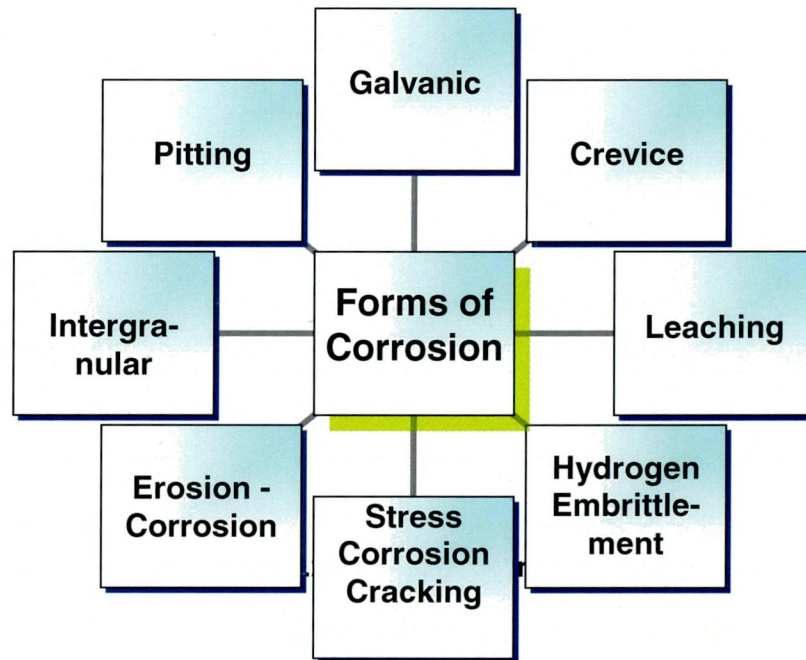 Galvanic
Pitting
Crevice
Forms of
Corrosion
Intergra-
nular
Leaching
Erosion -
Corrosion
Stress
Corrosion
Cracking
Hydrogen
Embrittle-
ment